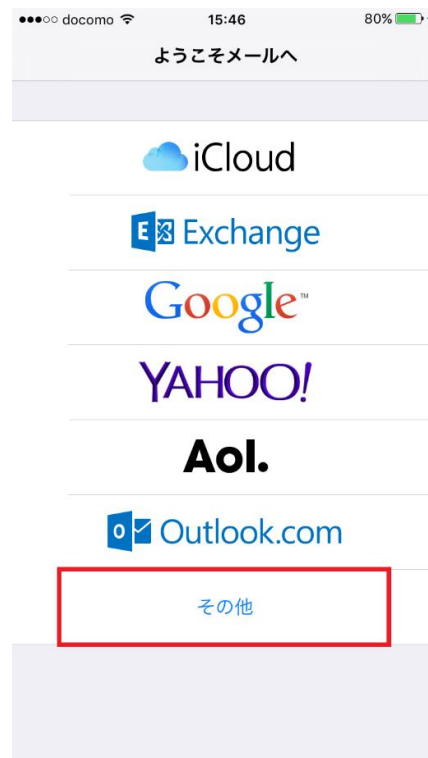 docomo 15:46 80%
ようこそメールへ
iCloud
E Exchange
Google™
YAHOO!
Aol.
o Outlook.com
その他